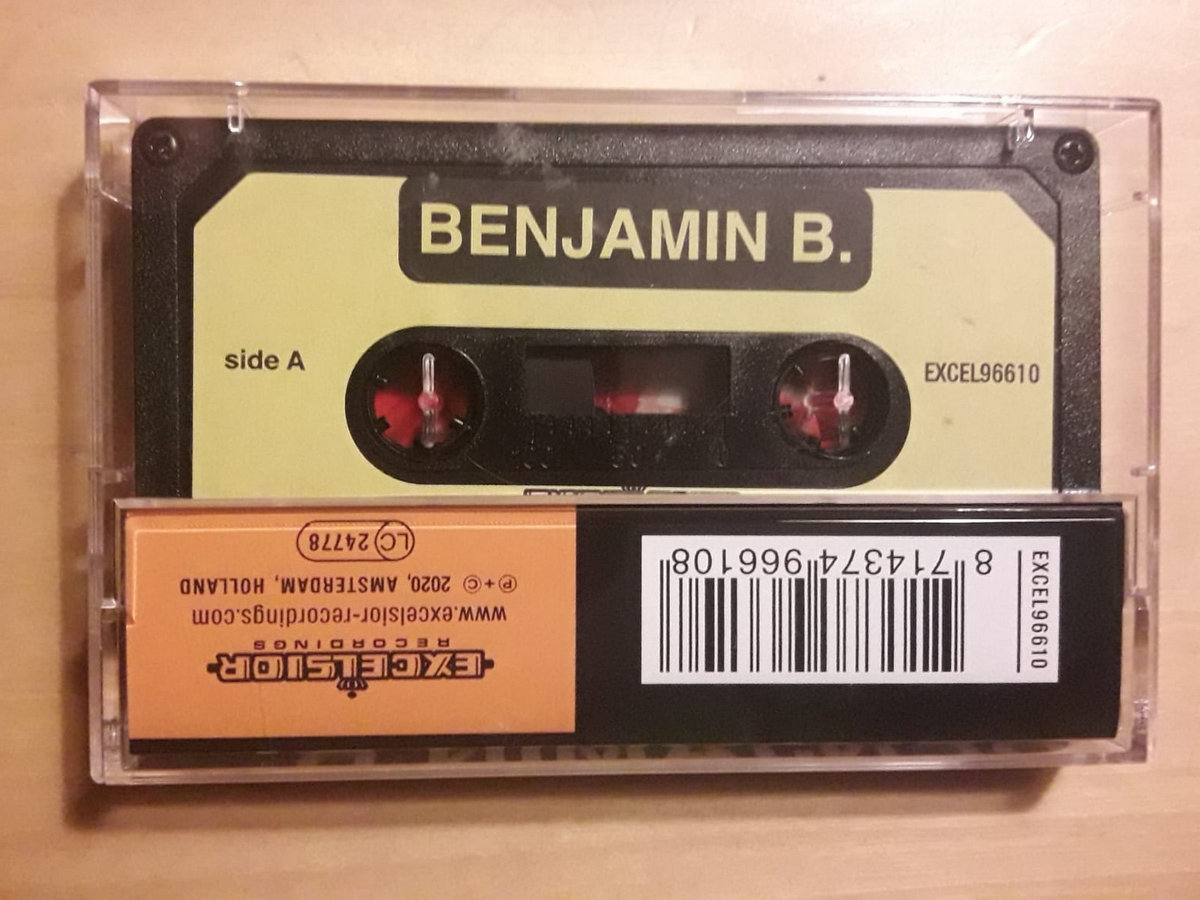 BENJAMIN B.
side A
EXCEL96610
EXCELSIOR
RECORDINGS
www.excelsior-recordings.com
℗+© 2020, AMSTERDAM, HOLLAND
LC 24778
EXCEL96610
8 714374 966108